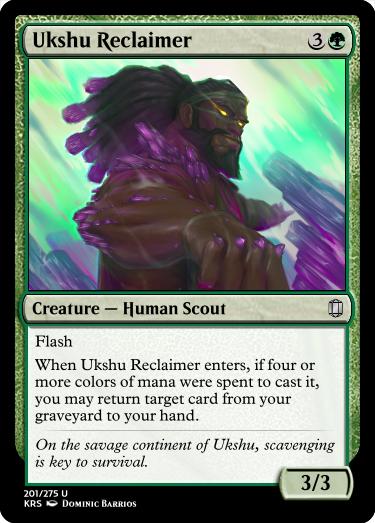 Ukshu Reclaimer 3
Creature — Human Scout
Flash
When Ukshu Reclaimer enters, if four or
more colors of mana were spent to cast it,
you may return target card from your
graveyard to your hand.
On the savage continent of Ukshu, scavenging
is key to survival.
3/3
201/275 U
KRS Dominic Barrios